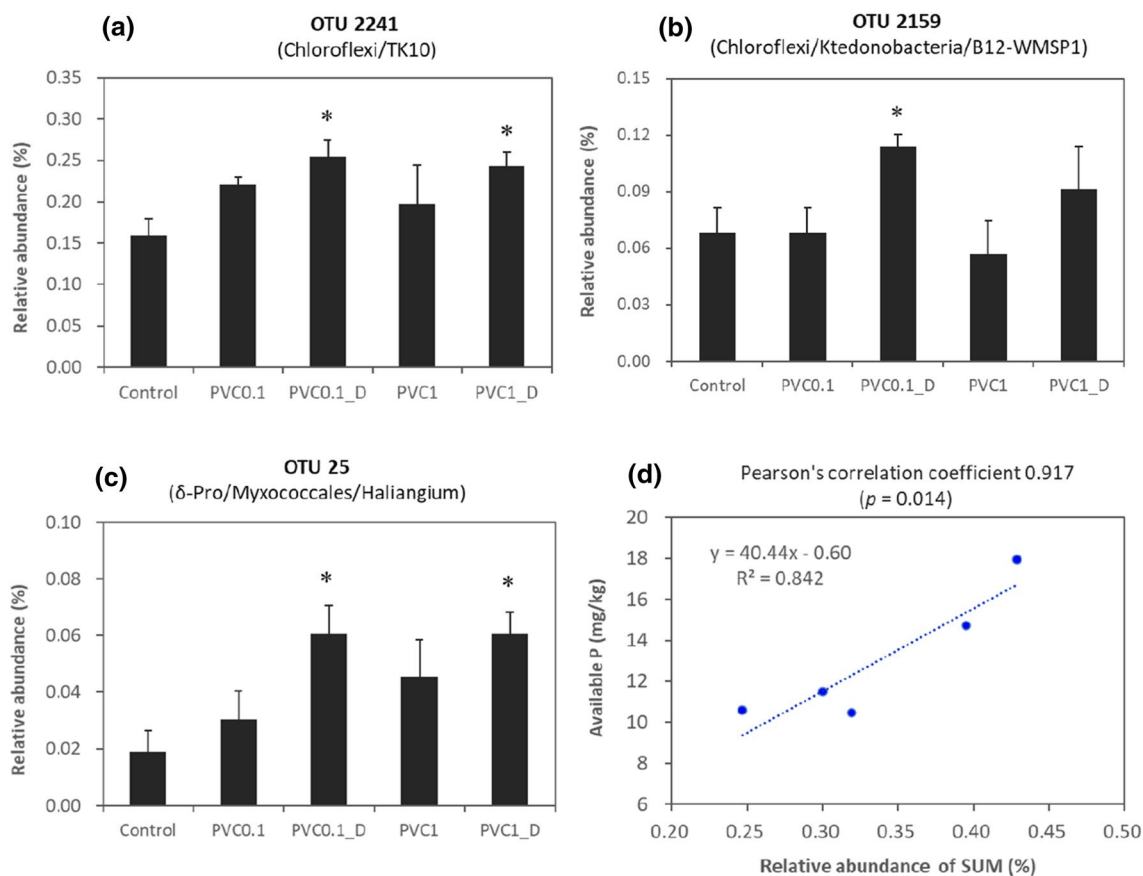 (a)
OTU 2241
(Chloroflexi/TK10)
Relative abundance (%)
0.35
0.30
0.25
0.20
0.15
0.10
0.05
0.00
*
*
Control PVC0.1 PVC0.1_D PVC1 PVC1_D
(b)
OTU 2159
(Chloroflexi/Ktedonobacteria/B12-WMSP1)
Relative abundance (%)
0.15
0.12
0.09
0.06
0.03
0.00
*
Control PVC0.1 PVC0.1_D PVC1 PVC1_D
(c)
OTU 25
(δ-Pro/Myxococcales/Haliangium)
Relative abundance (%)
0.10
0.08
0.06
0.04
0.02
0.00
*
*
Control PVC0.1 PVC0.1_D PVC1 PVC1_D
(d)
Pearson's correlation coefficient 0.917
(p = 0.014)
Available P (mg/kg)
20
18
16
14
12
10
8
6
y = 40.44x - 0.60
R² = 0.842
0.20 0.25 0.30 0.35 0.40 0.45 0.50
Relative abundance of SUM (%)